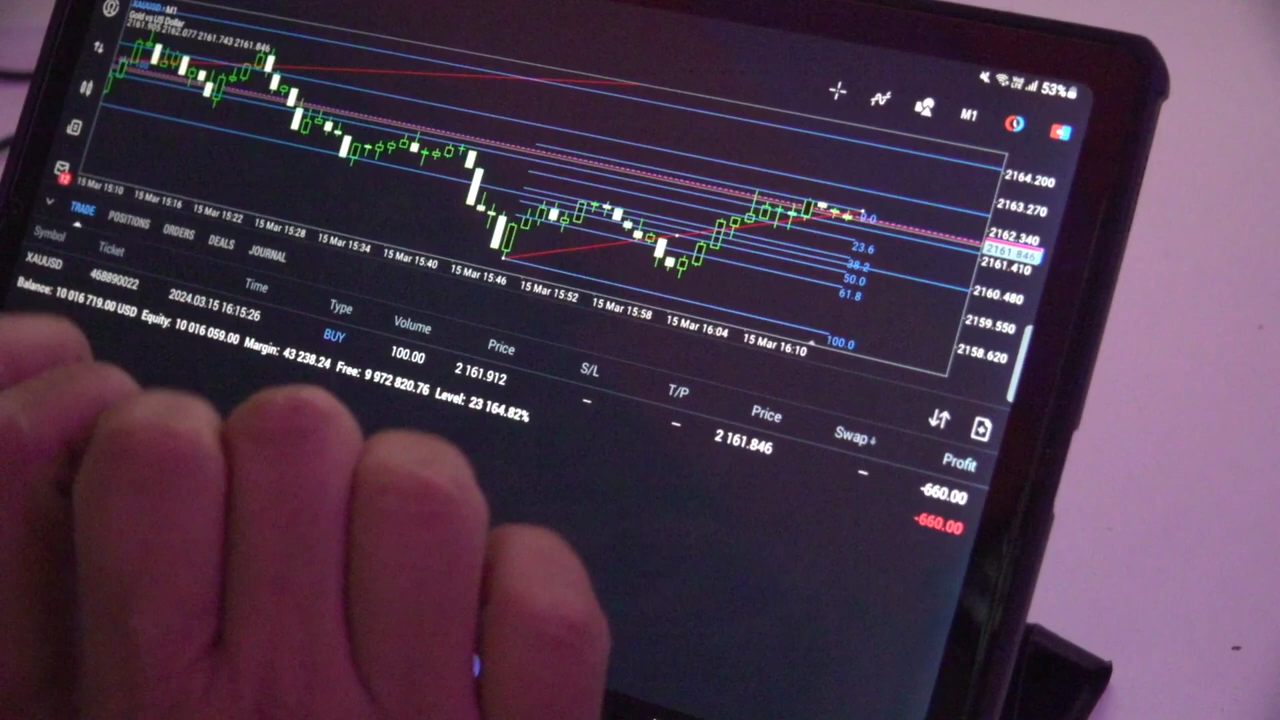 XAUUSD • M1
Gold vs US Dollar
2161.905 2162.077 2161.743 2161.846
VoLTE 53%
M1
2164.200
2163.270
2162.340
2161.846
2161.410
2160.480
2159.550
2158.620
0.0
23.6
38.2
50.0
61.8
100.0
15 Mar 15:10 15 Mar 15:16 15 Mar 15:22 15 Mar 15:28 15 Mar 15:34 15 Mar 15:40 15 Mar 15:46 15 Mar 15:52 15 Mar 15:58 15 Mar 16:04 15 Mar 16:10
12
TRADE POSITIONS ORDERS DEALS JOURNAL
Symbol Ticket Time Type Volume Price S/L T/P Price Swap Profit
XAUUSD 468890022 2024.03.15 16:15:26 BUY 100.00 2 161.912 – – 2 161.846 – -660.00
Balance: 10 016 719.00 USD Equity: 10 016 059.00 Margin: 43 238.24 Free: 9 972 820.76 Level: 23 164.82% -660.00